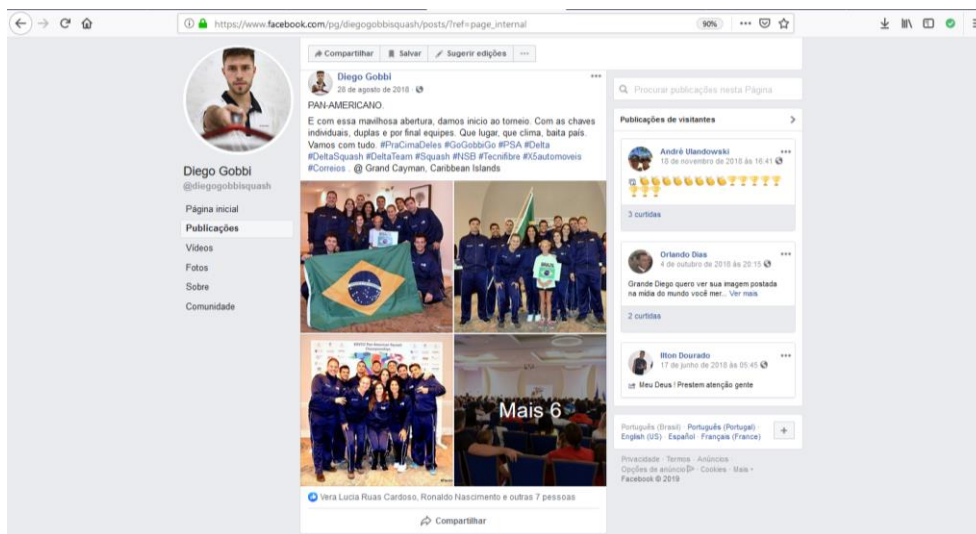 https://www.facebook.com/pg/diegogobbisquash/posts/?ref=page_internal
90%
Compartilhar
Salvar
Sugerir edições
Diego Gobbi
@diegogobbisquash
Página inicial
Publicações
Vídeos
Fotos
Sobre
Comunidade
Diego Gobbi
28 de agosto de 2018
PAN-AMERICANO.
E com essa mavilhosa abertura, damos inicio ao torneio. Com as chaves
individuais, duplas e por final equipes. Que lugar, que clima, baita país.
Vamos com tudo. #PraCimaDeles #GoGobbiGo #PSA #Delta
#DeltaSquash #DeltaTeam #Squash #NSB #Tecnifibre #X5automoveis
#Correios . @ Grand Cayman, Caribbean Islands
Mais 6
Vera Lucia Ruas Cardoso, Ronaldo Nascimento e outras 7 pessoas
Compartilhar
Procurar publicações nesta Página
Publicações de visitantes
André Ulandowski
18 de novembro de 2018 às 16:41
3 curtidas
Orlando Dias
4 de outubro de 2018 às 20:15
Grande Diego quero ver sua imagem postada
na mídia do mundo você mer... Ver mais
2 curtidas
Ilton Dourado
17 de junho de 2018 às 05:45
Meu Deus ! Prestem atenção gente
Português (Brasil) · Português (Portugal) ·
English (US) · Español · Français (France)
Privacidade · Termos · Anúncios ·
Opções de anúncio · Cookies · Mais
Facebook © 2019